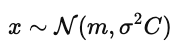 x ∼ 𝒩(m, σ²C)